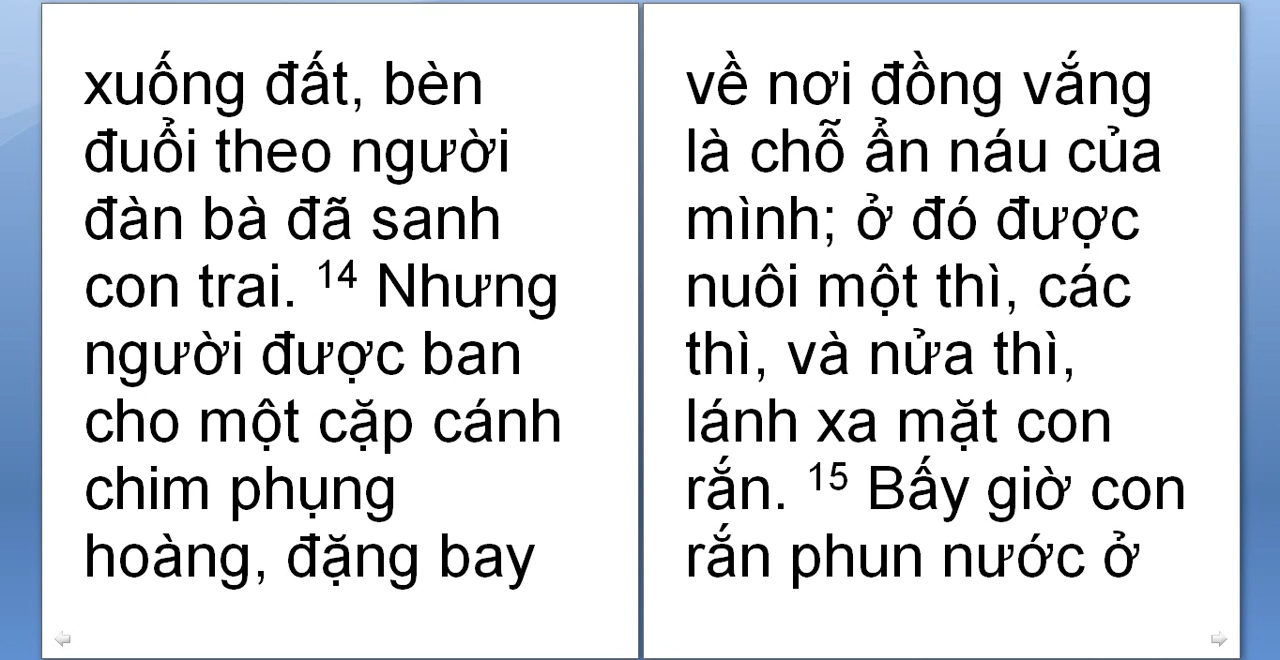 xuống đất, bèn
đuổi theo người
đàn bà đã sanh
con trai. 14 Nhưng
người được ban
cho một cặp cánh
chim phụng
hoàng, đặng bay
về nơi đồng vắng
là chỗ ẩn náu của
mình; ở đó được
nuôi một thì, các
thì, và nửa thì,
lánh xa mặt con
rắn. 15 Bấy giờ con
rắn phun nước ở